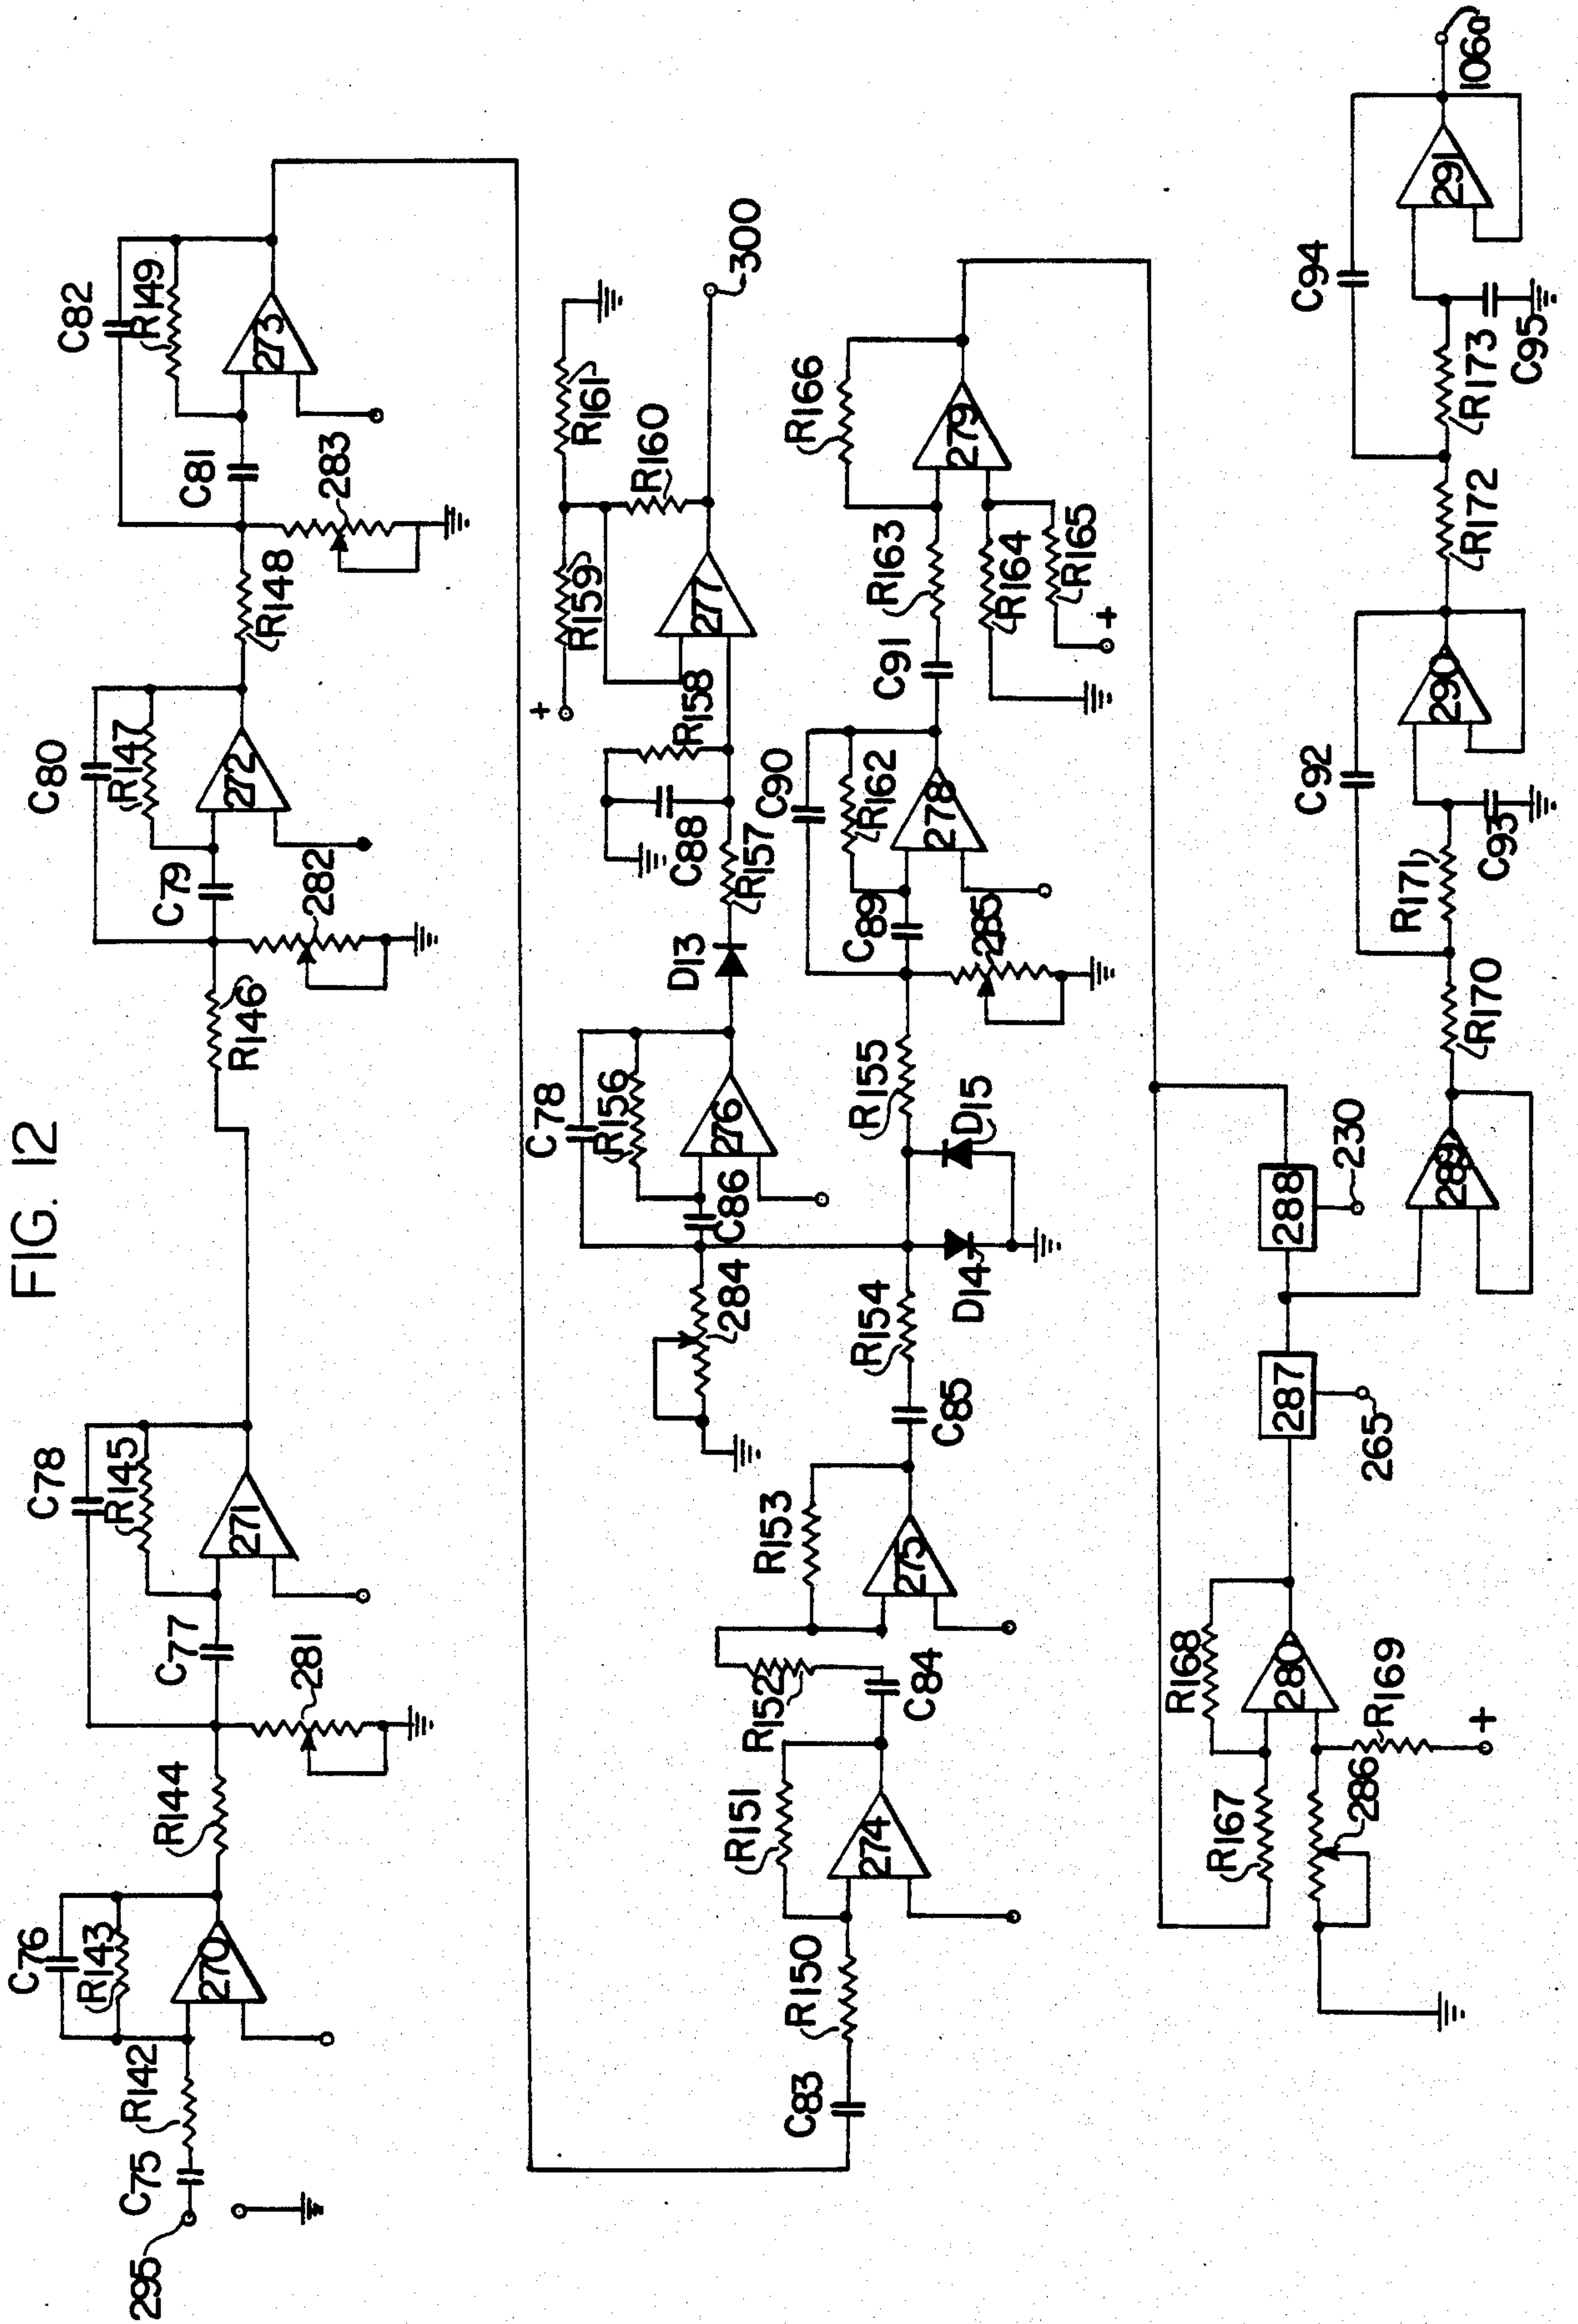 FIG. 12
295
C75
R142
C76
R143
270
R144
281
C77
C78
R145
271
R146
282
C79
C80
R147
272
R148
283
C81
C82
R149
273
C83
R150
R151
274
R152
C84
R153
275
C85
R154
D14
D15
R155
284
C86
C78
R156
276
D13
R157
C88
R158
+
R159
R161
R160
277
300
285
C89
C90
R162
278
C91
R163
R164
R165
+
R166
279
R167
R168
280
286
R169
+
287
265
288
230
289
R170
R171
C92
C93
290
R172
R173
C94
C95
291
106a